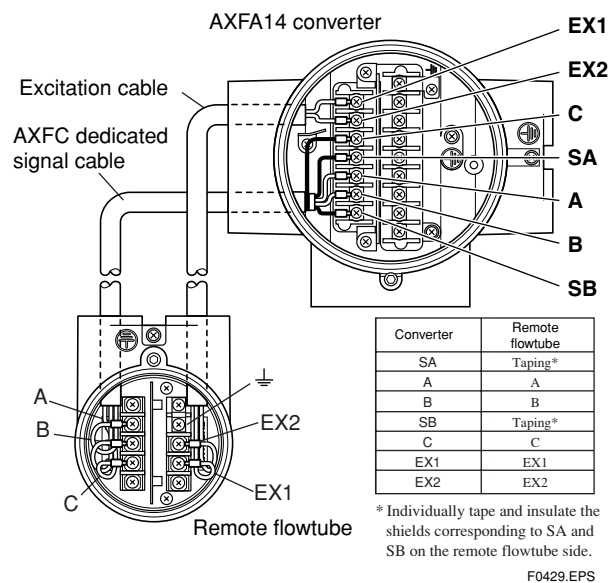 AXFA14 converter
EX1
EX2
C
SA
A
B
SB
Excitation cable
AXFC dedicated
signal cable
A
B
C
EX2
EX1
Remote flowtube
Converter Remote flowtube
SA Taping*
A A
B B
SB Taping*
C C
EX1 EX1
EX2 EX2
* Individually tape and insulate the
shields corresponding to SA and
SB on the remote flowtube side.
F0429.EPS